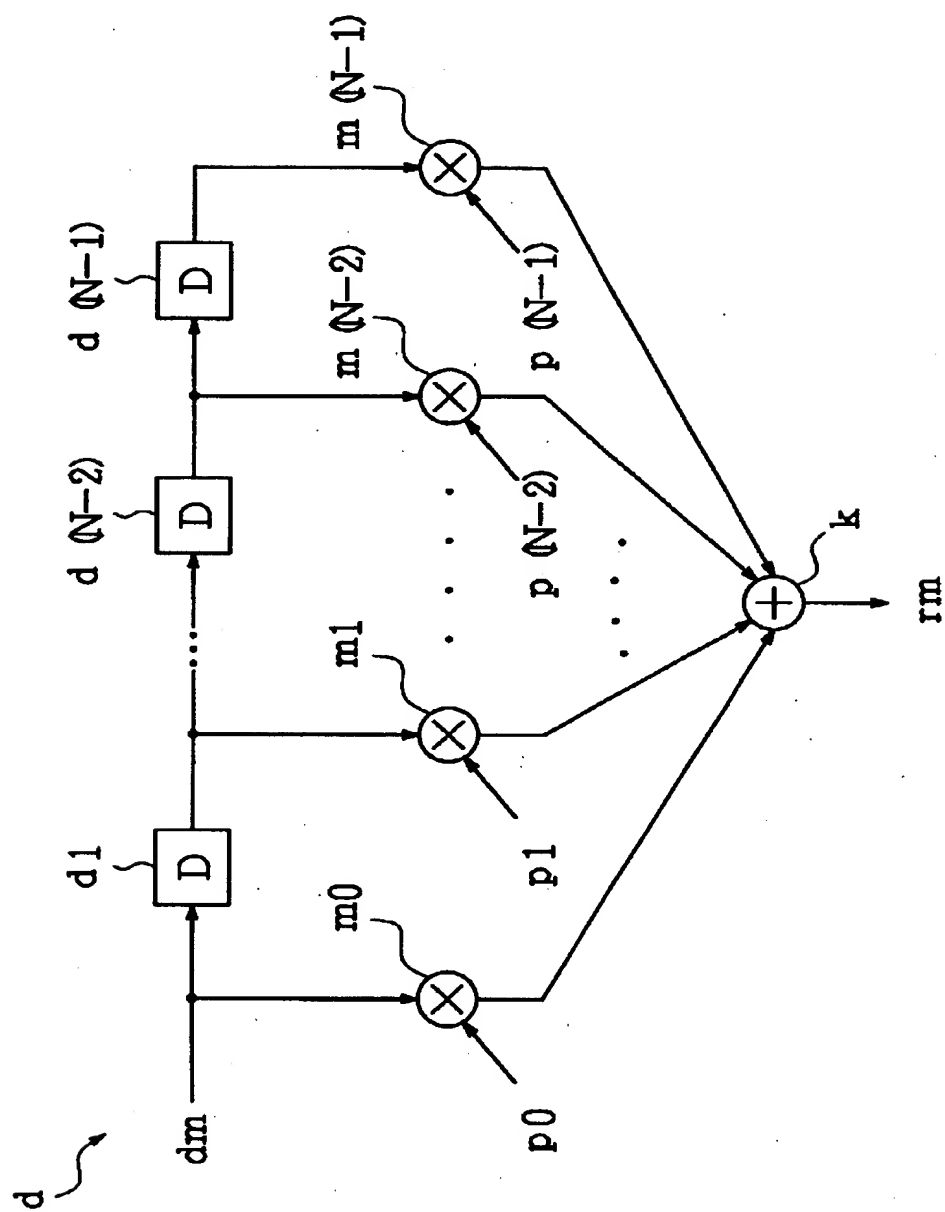 d
dm
d1
D
d (N-2)
D
d (N-1)
D
m0
m1
m (N-2)
m (N-1)
p0
p1
p (N-2)
p (N-1)
k
rm